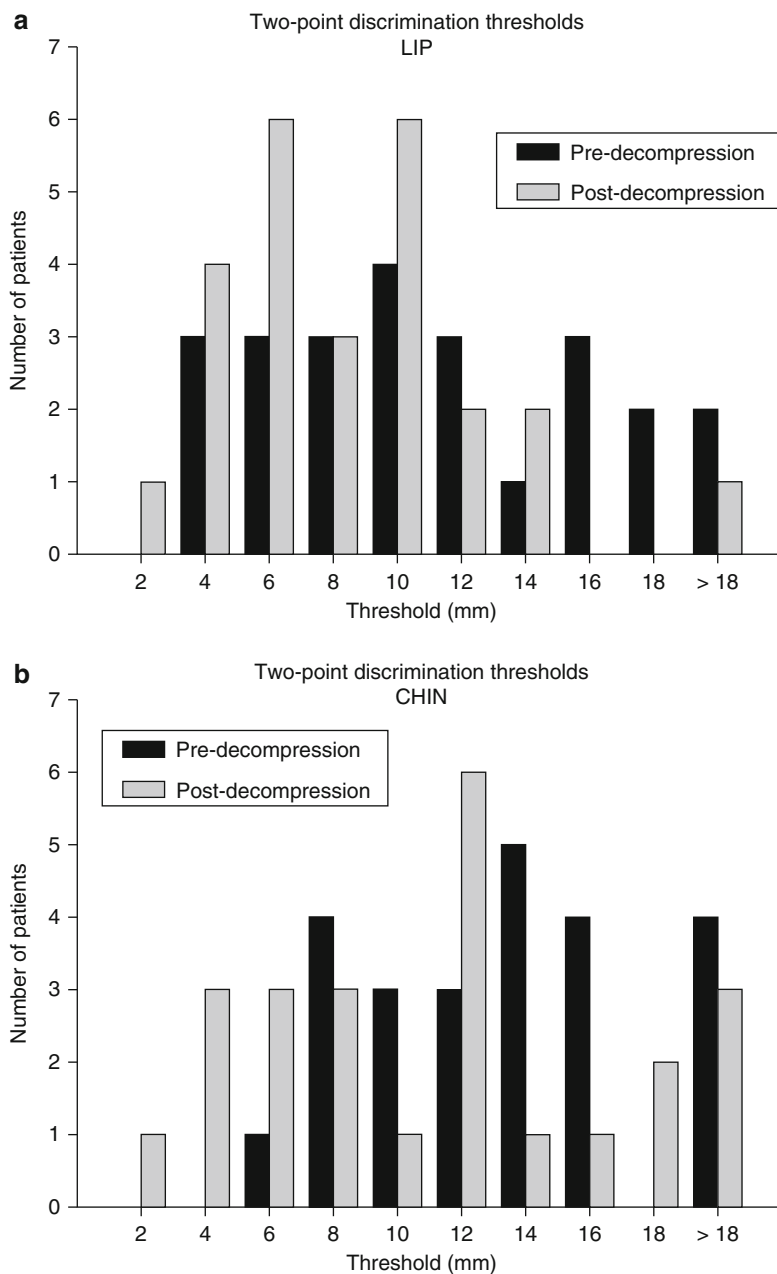 a
Two-point discrimination thresholds
LIP
7
6
5
4
3
2
1
0
Number of patients
Pre-decompression
Post-decompression
2 4 6 8 10 12 14 16 18 > 18
Threshold (mm)
b
Two-point discrimination thresholds
CHIN
7
6
5
4
3
2
1
0
Number of patients
Pre-decompression
Post-decompression
2 4 6 8 10 12 14 16 18 > 18
Threshold (mm)